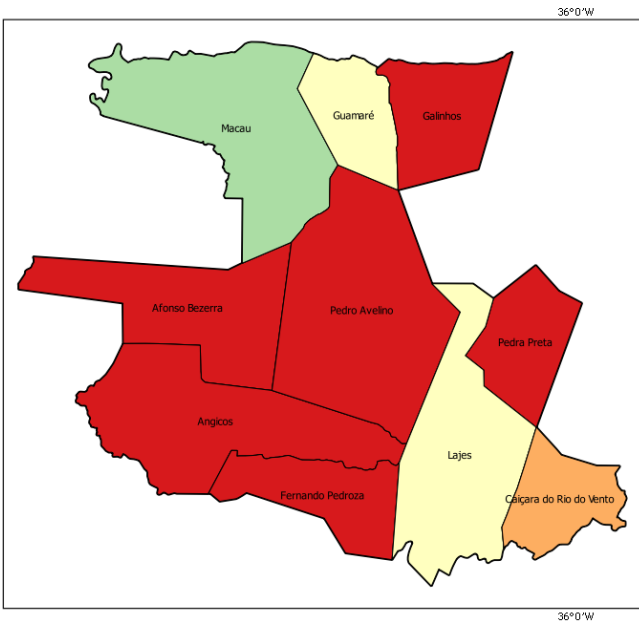 36°0'W
Macau
Guamaré
Galinhos
Afonso Bezerra
Pedro Avelino
Pedra Preta
Angicos
Lajes
Fernando Pedroza
Caiçara do Rio do Vento
36°0'W